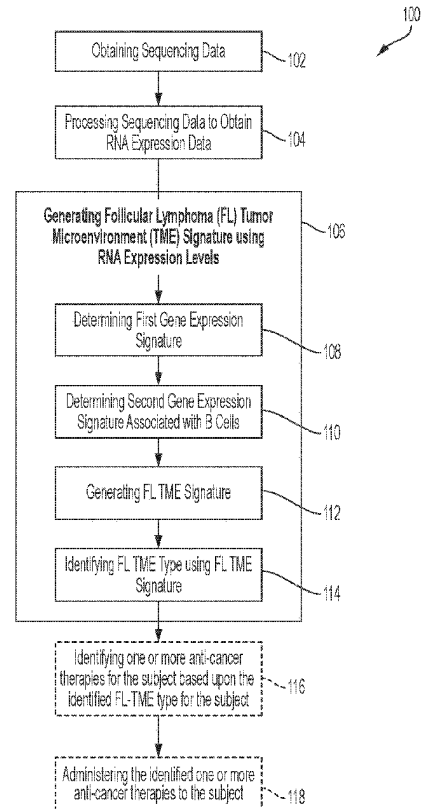 100
Obtaining Sequencing Data
102
Processing Sequencing Data to Obtain
RNA Expression Data
104
Generating Follicular Lymphoma (FL) Tumor
Microenvironment (TME) Signature using
RNA Expression Levels
106
Determining First Gene Expression
Signature
108
Determining Second Gene Expression
Signature Associated with B Cells
110
Generating FL TME Signature
112
Identifying FL TME Type using FL TME
Signature
114
Identifying one or more anti-cancer
therapies for the subject based upon the
identified FL-TME type for the subject
116
Administering the identified one or more
anti-cancer therapies to the subject
118